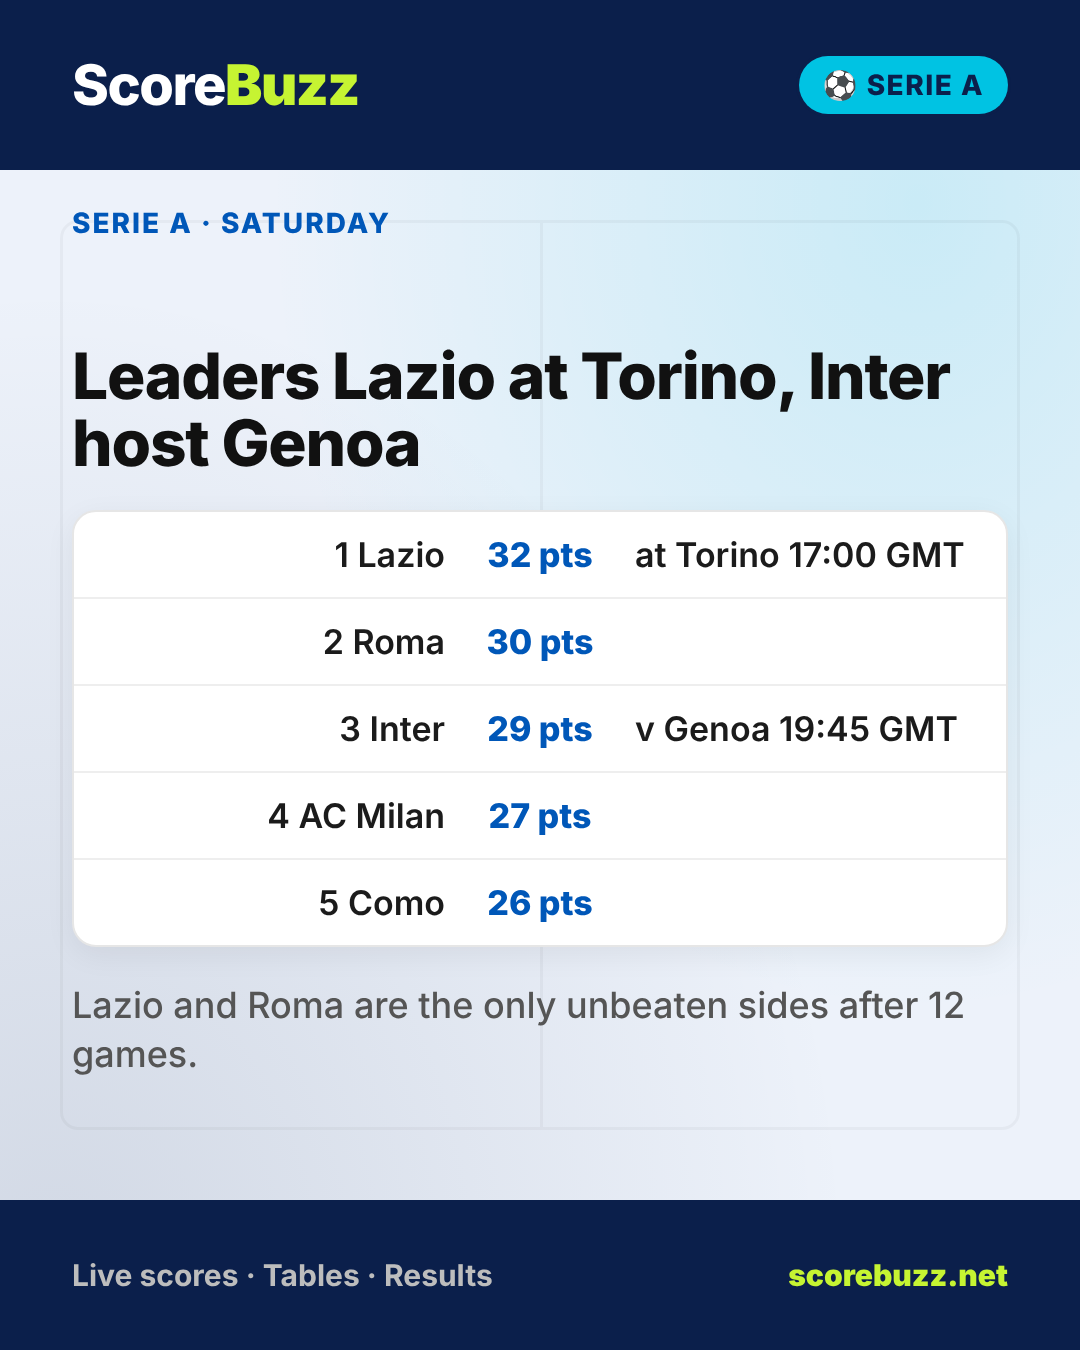 ScoreBuzz
⚽ SERIE A
SERIE A · SATURDAY
Leaders Lazio at Torino, Inter
host Genoa
1 Lazio 32 pts at Torino 17:00 GMT
2 Roma 30 pts
3 Inter 29 pts v Genoa 19:45 GMT
4 AC Milan 27 pts
5 Como 26 pts
Lazio and Roma are the only unbeaten sides after 12
games.
Live scores · Tables · Results
scorebuzz.net